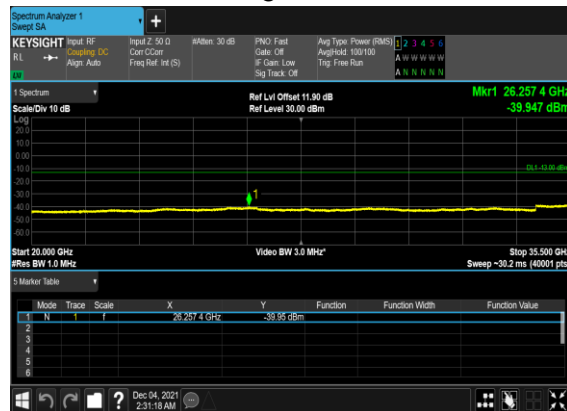 Spectrum Analyzer 1
Swept SA
+
KEYSIGHT Input: RF Input Z: 50 Ω #Atten: 30 dB PNO: Fast Avg Type: Power (RMS) 1 2 3 4 5 6
RL Coupling: DC Corr CCorr Gate: Off Avg|Hold: 100/100 A W W W W W
Align: Auto Freq Ref: Int (S) IF Gain: Low Trig: Free Run
Sig Track: Off A N N N N N
1 Spectrum Ref Lvl Offset 11.90 dB Mkr1 26.257 4 GHz
Scale/Div 10 dB Ref Level 30.00 dBm -39.947 dBm
Log
20.0
10.0
0.00
-10.0
DL1 -13.00 dBm
-20.0
-30.0
1
-40.0
-50.0
-60.0
Start 20.000 GHz Video BW 3.0 MHz* Stop 35.500 GHz
#Res BW 1.0 MHz Sweep ~30.2 ms (40001 pts)
5 Marker Table
Mode Trace Scale X Y Function Function Width Function Value
1 N 1 f 26.257 4 GHz -39.95 dBm
2
3
4
5
6
? Dec 04, 2021
2:31:18 AM